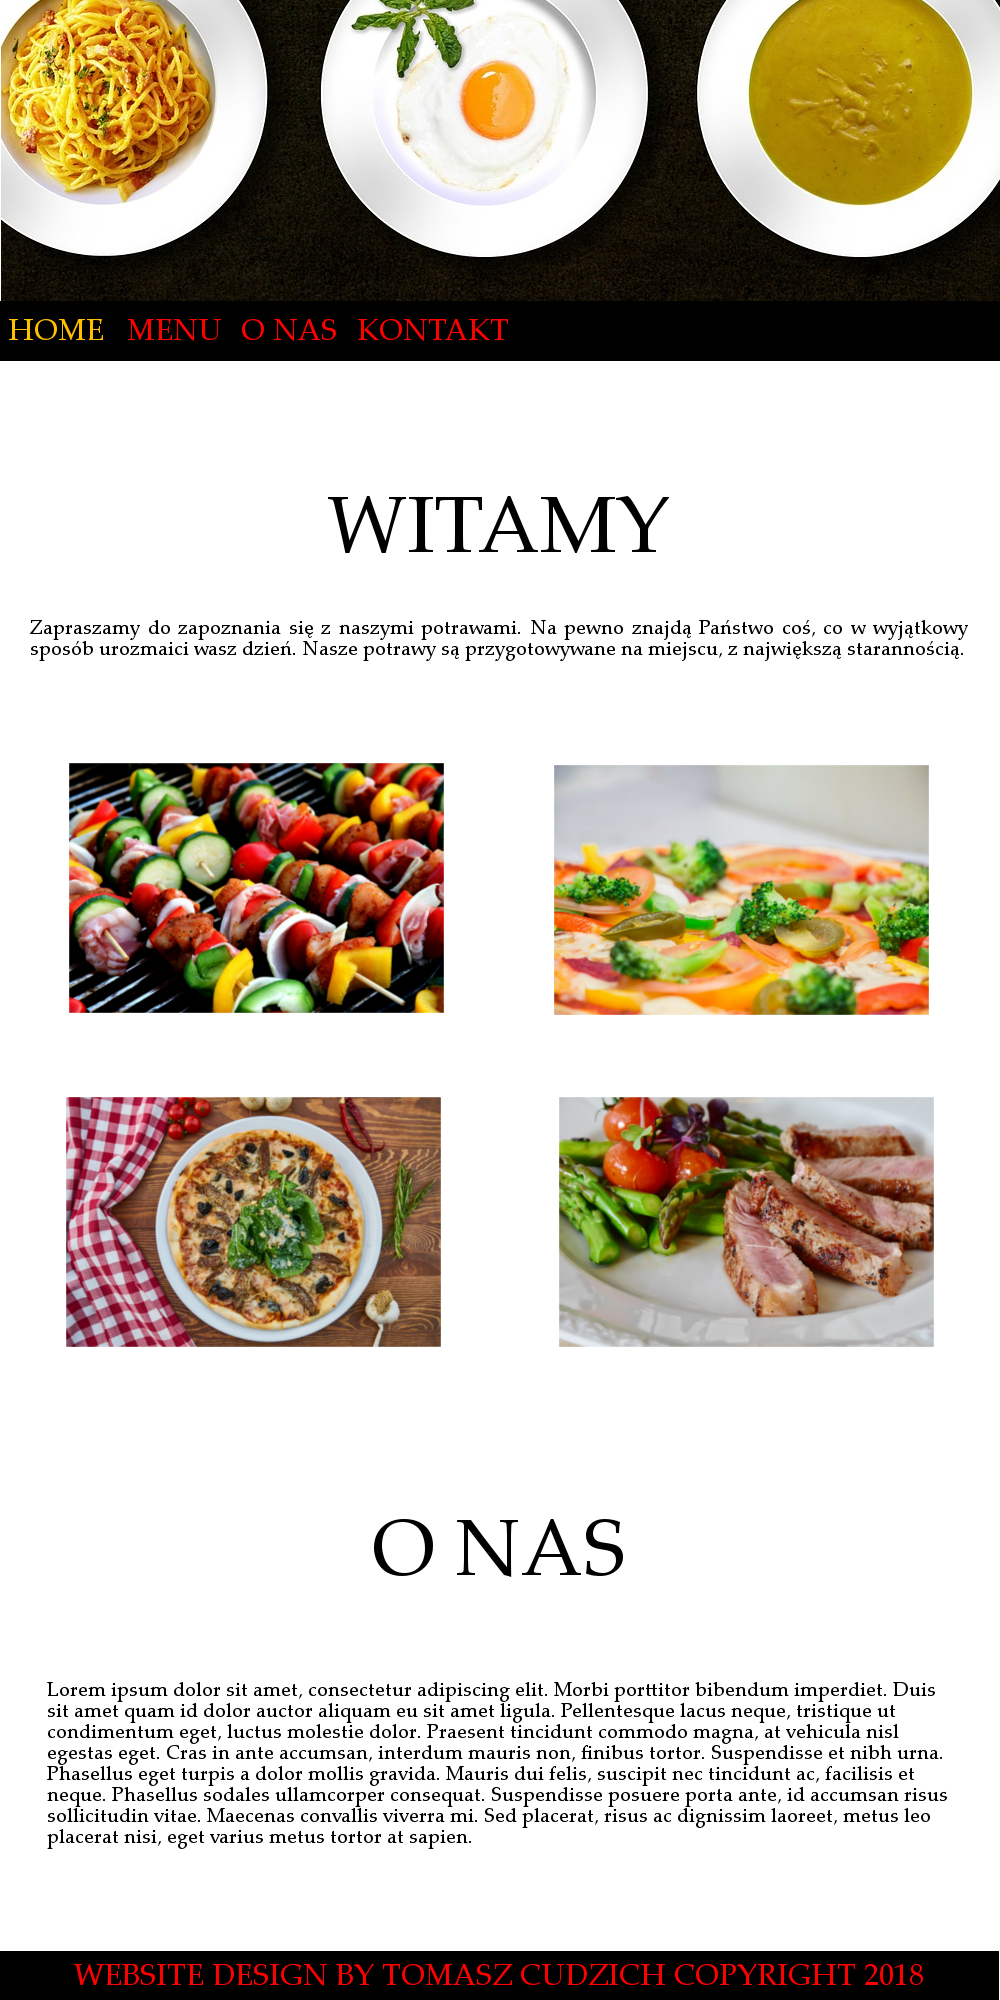 HOME MENU O NAS KONTAKT
WITAMY
Zapraszamy do zapoznania się z naszymi potrawami. Na pewno znajdą Państwo coś, co w wyjątkowy
sposób urozmaici wasz dzień. Nasze potrawy są przygotowywane na miejscu, z największą starannością.
O NAS
Lorem ipsum dolor sit amet, consectetur adipiscing elit. Morbi porttitor bibendum imperdiet. Duis
sit amet quam id dolor auctor aliquam eu sit amet ligula. Pellentesque lacus neque, tristique ut
condimentum eget, luctus molestie dolor. Praesent tincidunt commodo magna, at vehicula nisl
egestas eget. Cras in ante accumsan, interdum mauris non, finibus tortor. Suspendisse et nibh urna.
Phasellus eget turpis a dolor mollis gravida. Mauris dui felis, suscipit nec tincidunt ac, facilisis et
neque. Phasellus sodales ullamcorper consequat. Suspendisse posuere porta ante, id accumsan risus
sollicitudin vitae. Maecenas convallis viverra mi. Sed placerat, risus ac dignissim laoreet, metus leo
placerat nisi, eget varius metus tortor at sapien.
WEBSITE DESIGN BY TOMASZ CUDZICH COPYRIGHT 2018